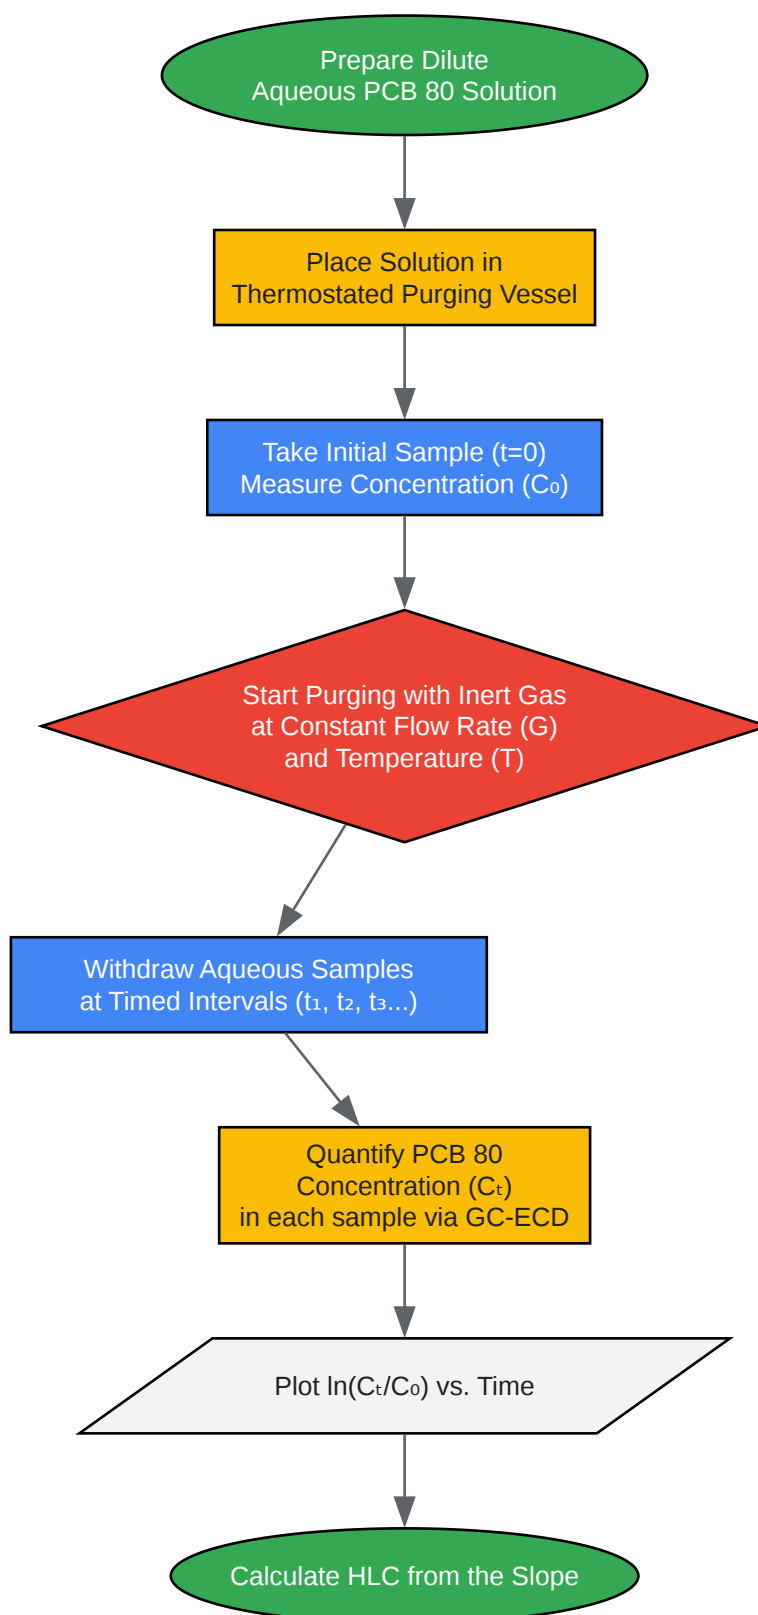 Prepare Dilute
Aqueous PCB 80 Solution
Place Solution in
Thermostated Purging Vessel
Take Initial Sample (t=0)
Measure Concentration (C₀)
Start Purging with Inert Gas
at Constant Flow Rate (G)
and Temperature (T)
Withdraw Aqueous Samples
at Timed Intervals (t₁, t₂, t₃...)
Quantify PCB 80
Concentration (Cₜ)
in each sample via GC-ECD
Plot ln(Cₜ/C₀) vs. Time
Calculate HLC from the Slope